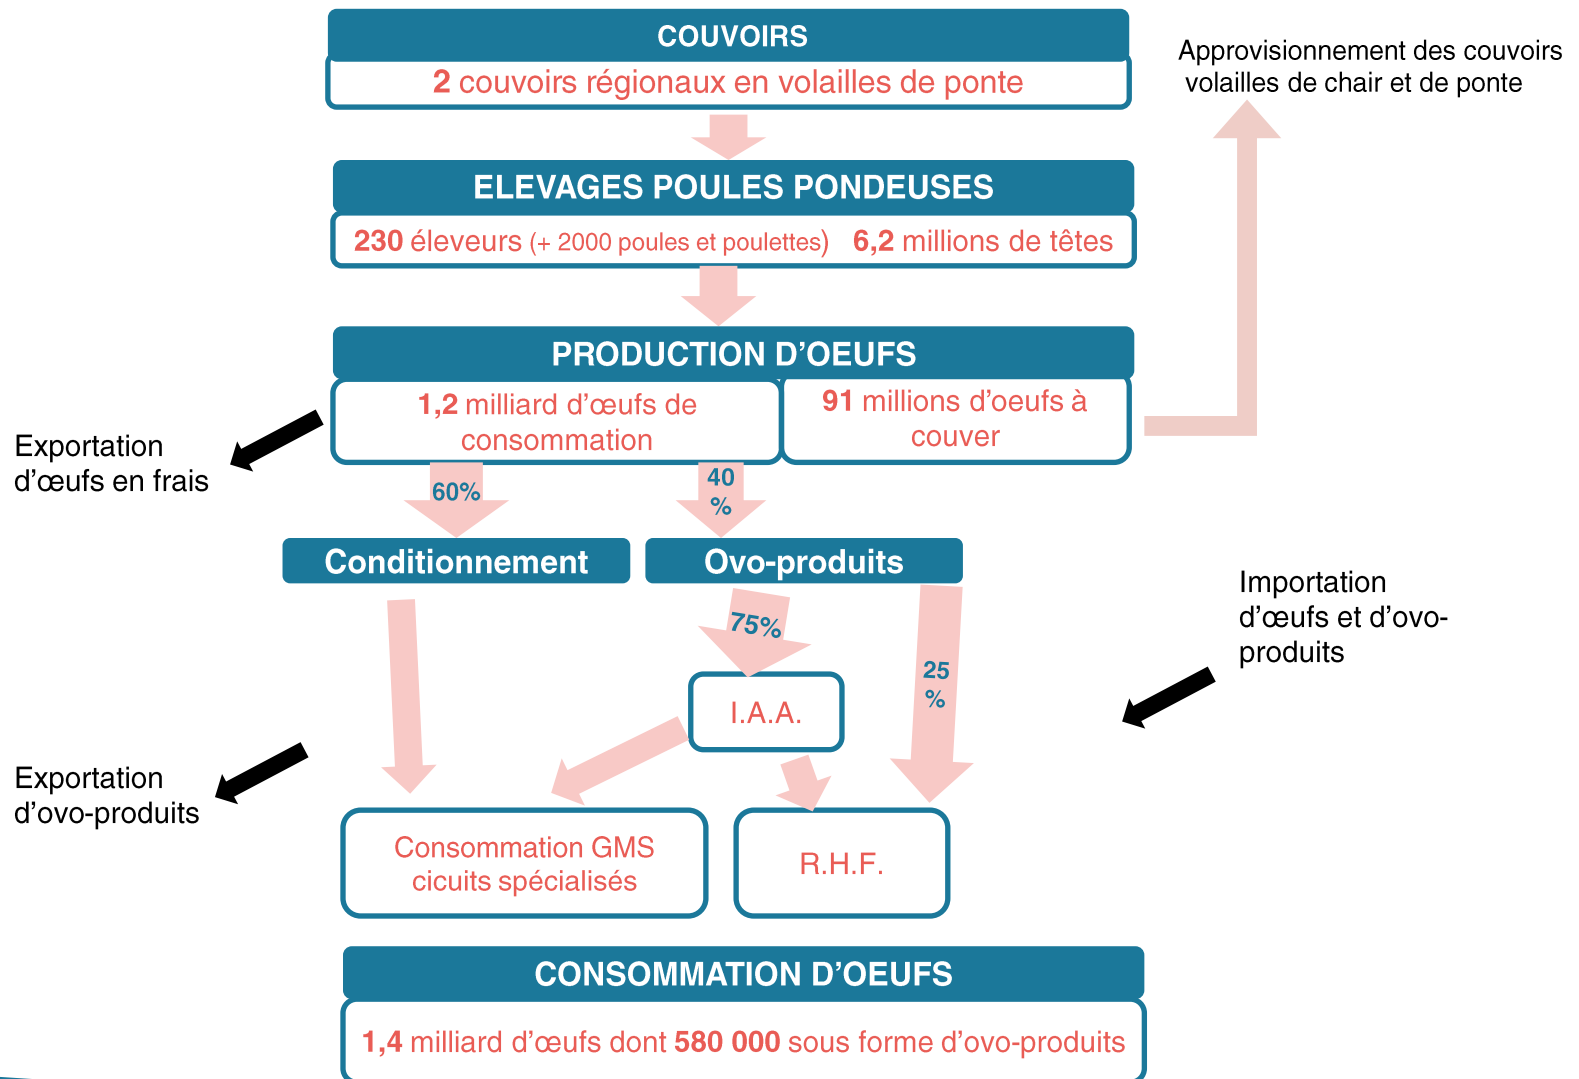 COUVOIRS
2 couvoirs régionaux en volailles de ponte
Approvisionnement des couvoirs
volailles de chair et de ponte
ELEVAGES POULES PONDEUSES
230 éleveurs (+ 2000 poules et poulettes) 6,2 millions de têtes
PRODUCTION D'OEUFS
1,2 milliard d'œufs de
consommation
91 millions d'oeufs à
couver
Exportation
d'œufs en frais
60%
40
%
Conditionnement
Ovo-produits
Importation
d'œufs et d'ovo-
produits
75%
25
%
I.A.A.
Exportation
d'ovo-produits
Consommation GMS
cicuits spécialisés
R.H.F.
CONSOMMATION D'OEUFS
1,4 milliard d'œufs dont 580 000 sous forme d'ovo-produits